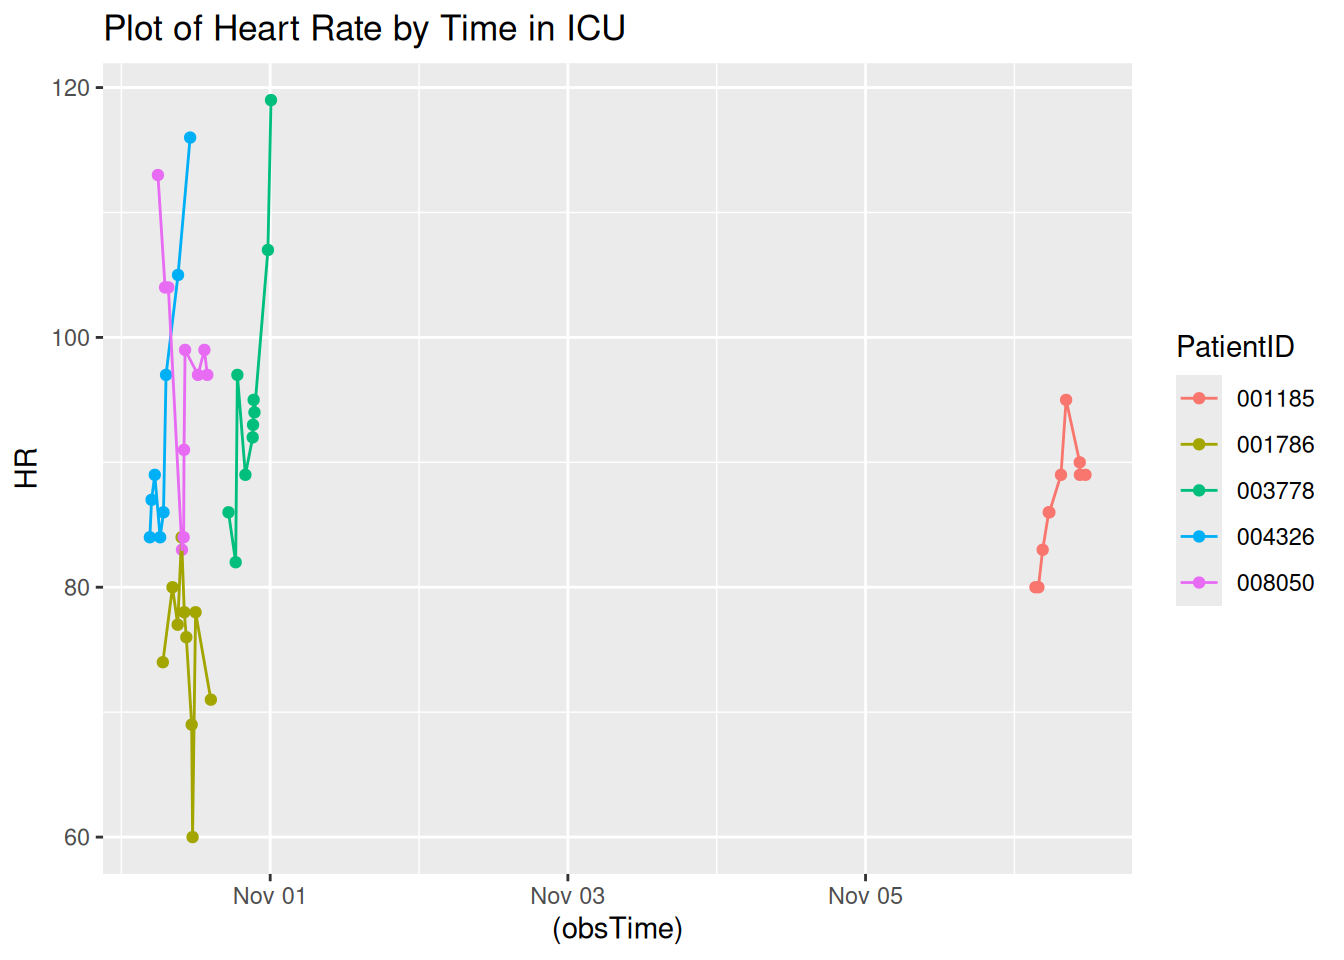 Plot of Heart Rate by Time in ICU
120
100
80
60
HR
Nov 01
Nov 03
Nov 05
(obsTime)
PatientID
001185
001786
003778
004326
008050